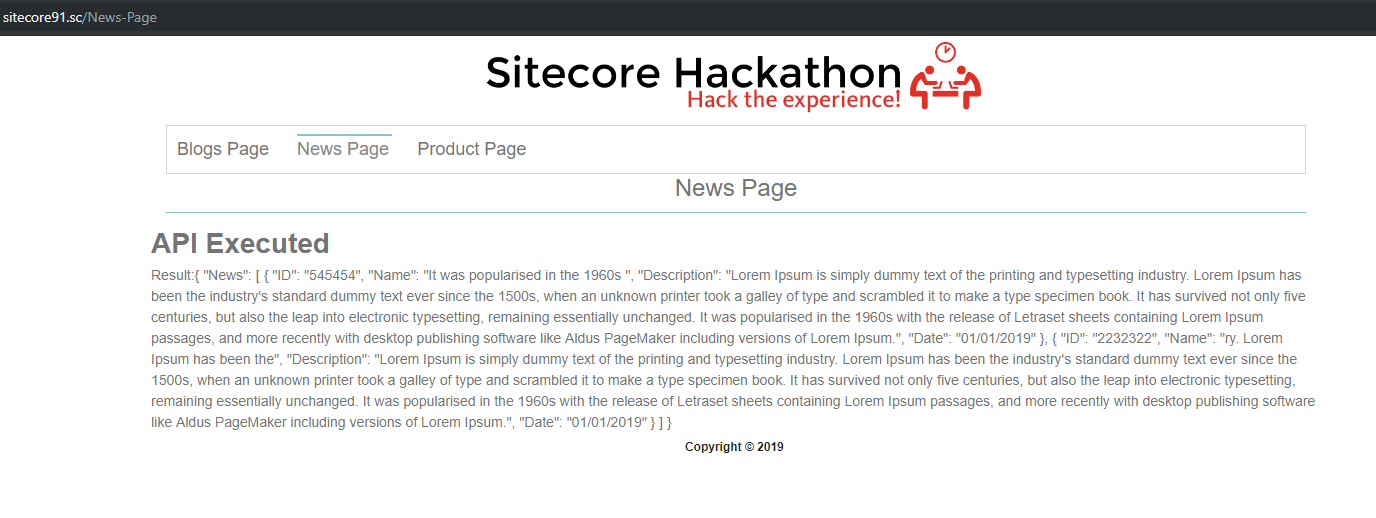 sitecore91.sc/News-Page
Sitecore Hackathon
Hack the experience!
Blogs Page News Page Product Page
News Page
API Executed
Result:{ "News": [ { "ID": "545454", "Name": "It was popularised in the 1960s ", "Description": "Lorem Ipsum is simply dummy text of the printing and typesetting industry. Lorem Ipsum has
been the industry's standard dummy text ever since the 1500s, when an unknown printer took a galley of type and scrambled it to make a type specimen book. It has survived not only five
centuries, but also the leap into electronic typesetting, remaining essentially unchanged. It was popularised in the 1960s with the release of Letraset sheets containing Lorem Ipsum
passages, and more recently with desktop publishing software like Aldus PageMaker including versions of Lorem Ipsum.", "Date": "01/01/2019" }, { "ID": "2232322", "Name": "ry. Lorem
Ipsum has been the", "Description": "Lorem Ipsum is simply dummy text of the printing and typesetting industry. Lorem Ipsum has been the industry's standard dummy text ever since the
1500s, when an unknown printer took a galley of type and scrambled it to make a type specimen book. It has survived not only five centuries, but also the leap into electronic typesetting,
remaining essentially unchanged. It was popularised in the 1960s with the release of Letraset sheets containing Lorem Ipsum passages, and more recently with desktop publishing software
like Aldus PageMaker including versions of Lorem Ipsum.", "Date": "01/01/2019" } ] }
Copyright © 2019